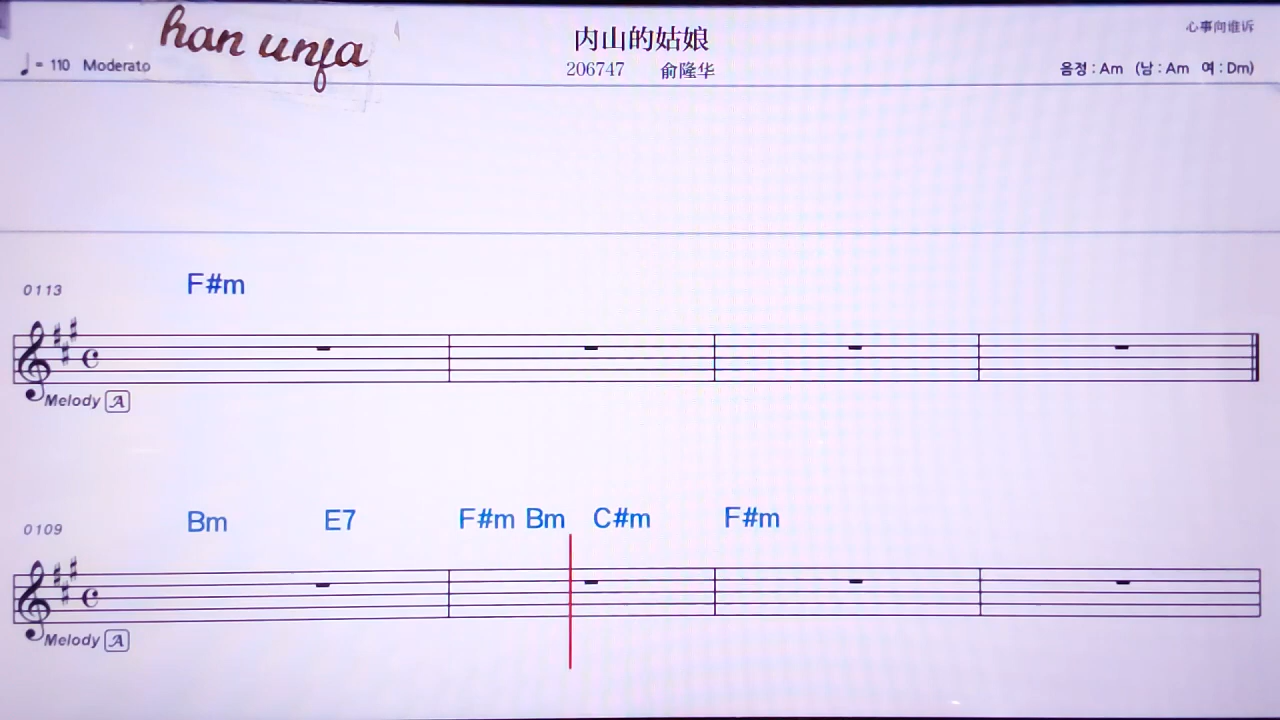 han unfa
内山的姑娘
心事向谁诉
♩= 110 Moderato
206747 俞隆华
음정 : Am (남 : Am 여 : Dm)
0113 F#m
Melody A
0109 Bm E7 F#m Bm C#m F#m
Melody A